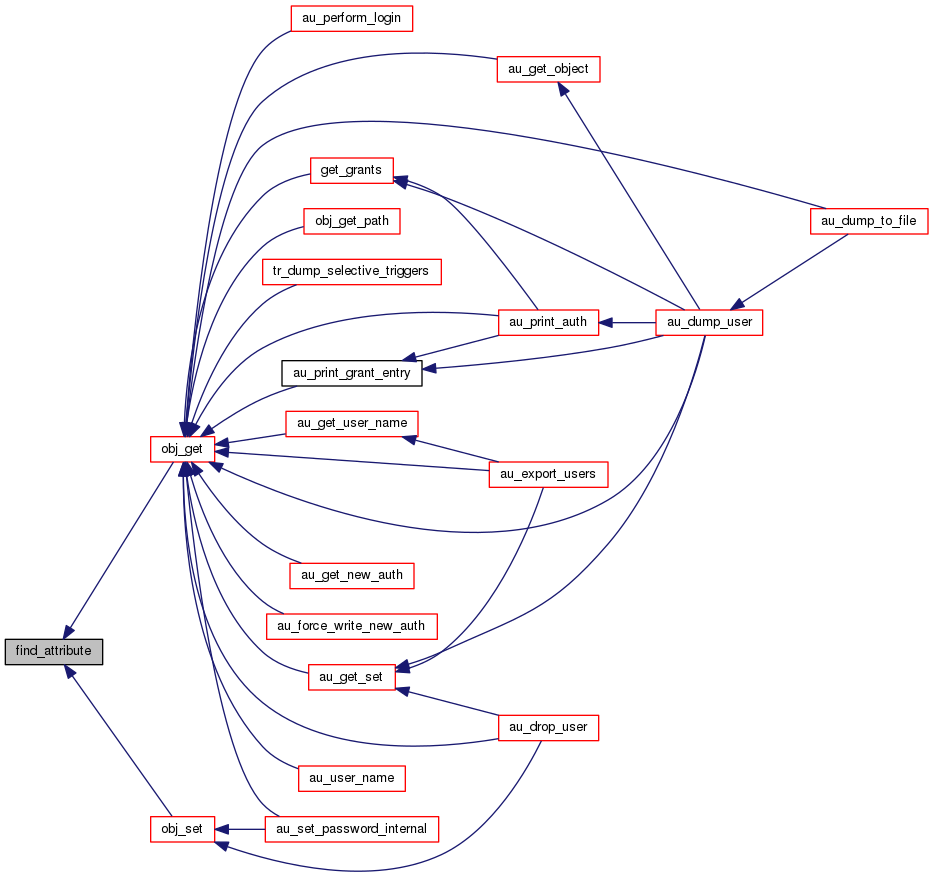 au_perform_login
au_get_object
get_grants
obj_get_path
au_dump_to_file
tr_dump_selective_triggers
au_print_auth
au_dump_user
au_print_grant_entry
au_get_user_name
obj_get
au_export_users
au_get_new_auth
au_force_write_new_auth
find_attribute
au_get_set
au_drop_user
au_user_name
obj_set
au_set_password_internal